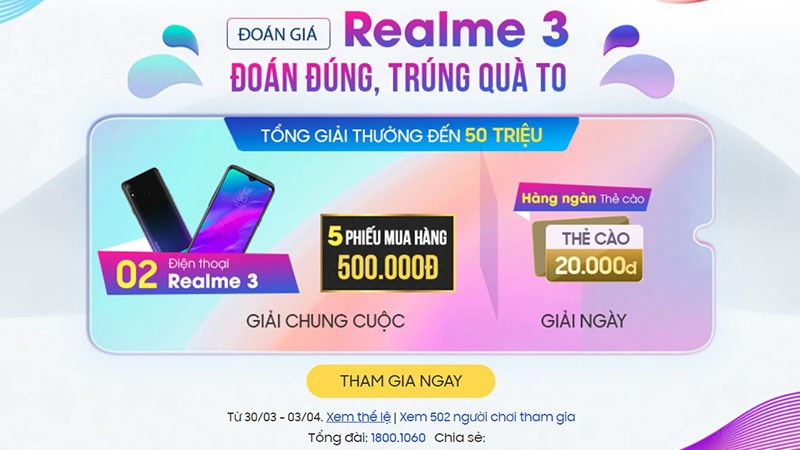 ĐOÁN GIÁ Realme 3
ĐOÁN ĐÚNG, TRÚNG QUÀ TO
TỔNG GIẢI THƯỞNG ĐẾN 50 TRIỆU
02 Điện thoại
Realme 3
5 PHIẾU MUA HÀNG
500.000Đ
GIẢI CHUNG CUỘC
Hàng ngàn Thẻ cào
THẺ CÀO
20.000đ
GIẢI NGÀY
THAM GIA NGAY
Từ 30/03 - 03/04. Xem thể lệ | Xem 502 người chơi tham gia
Tổng đài: 1800.1060 Chia sẻ: